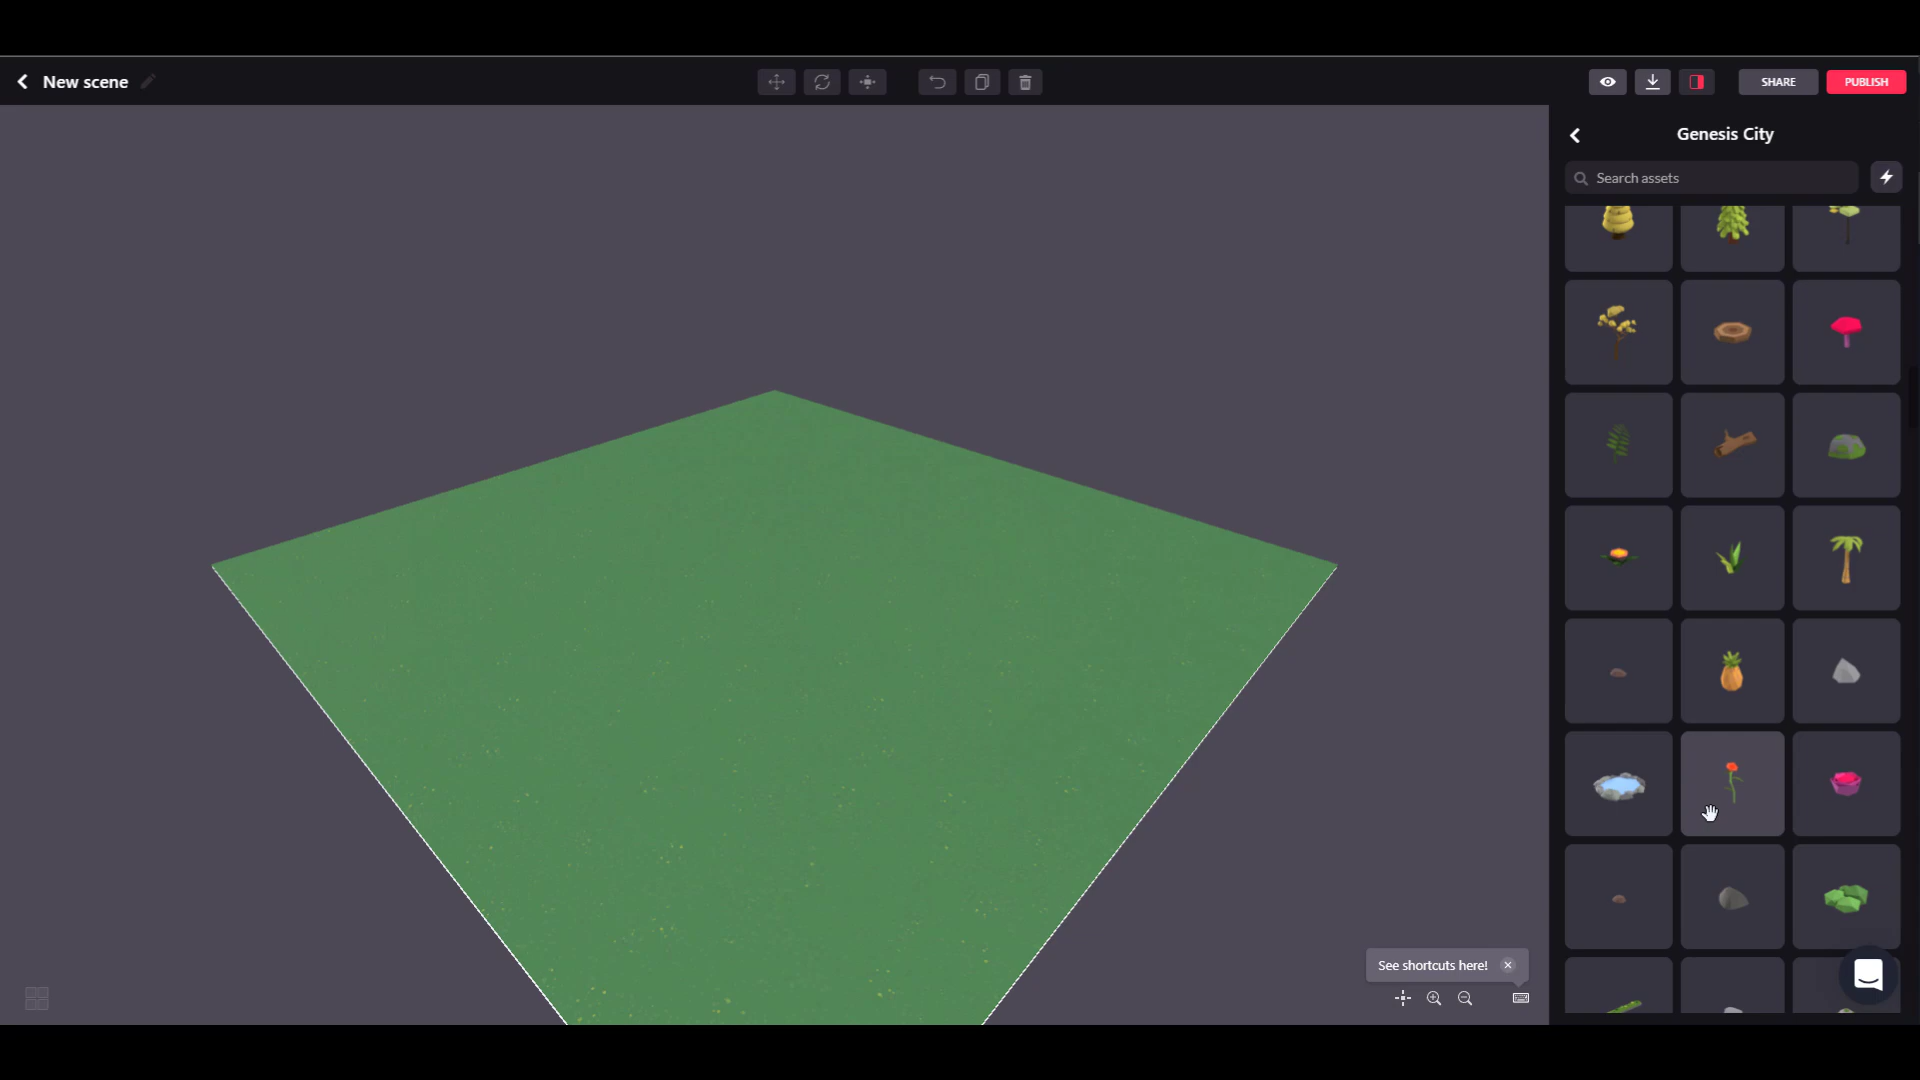 New scene
SHARE
PUBLISH
Genesis City
Search assets
See shortcuts here!